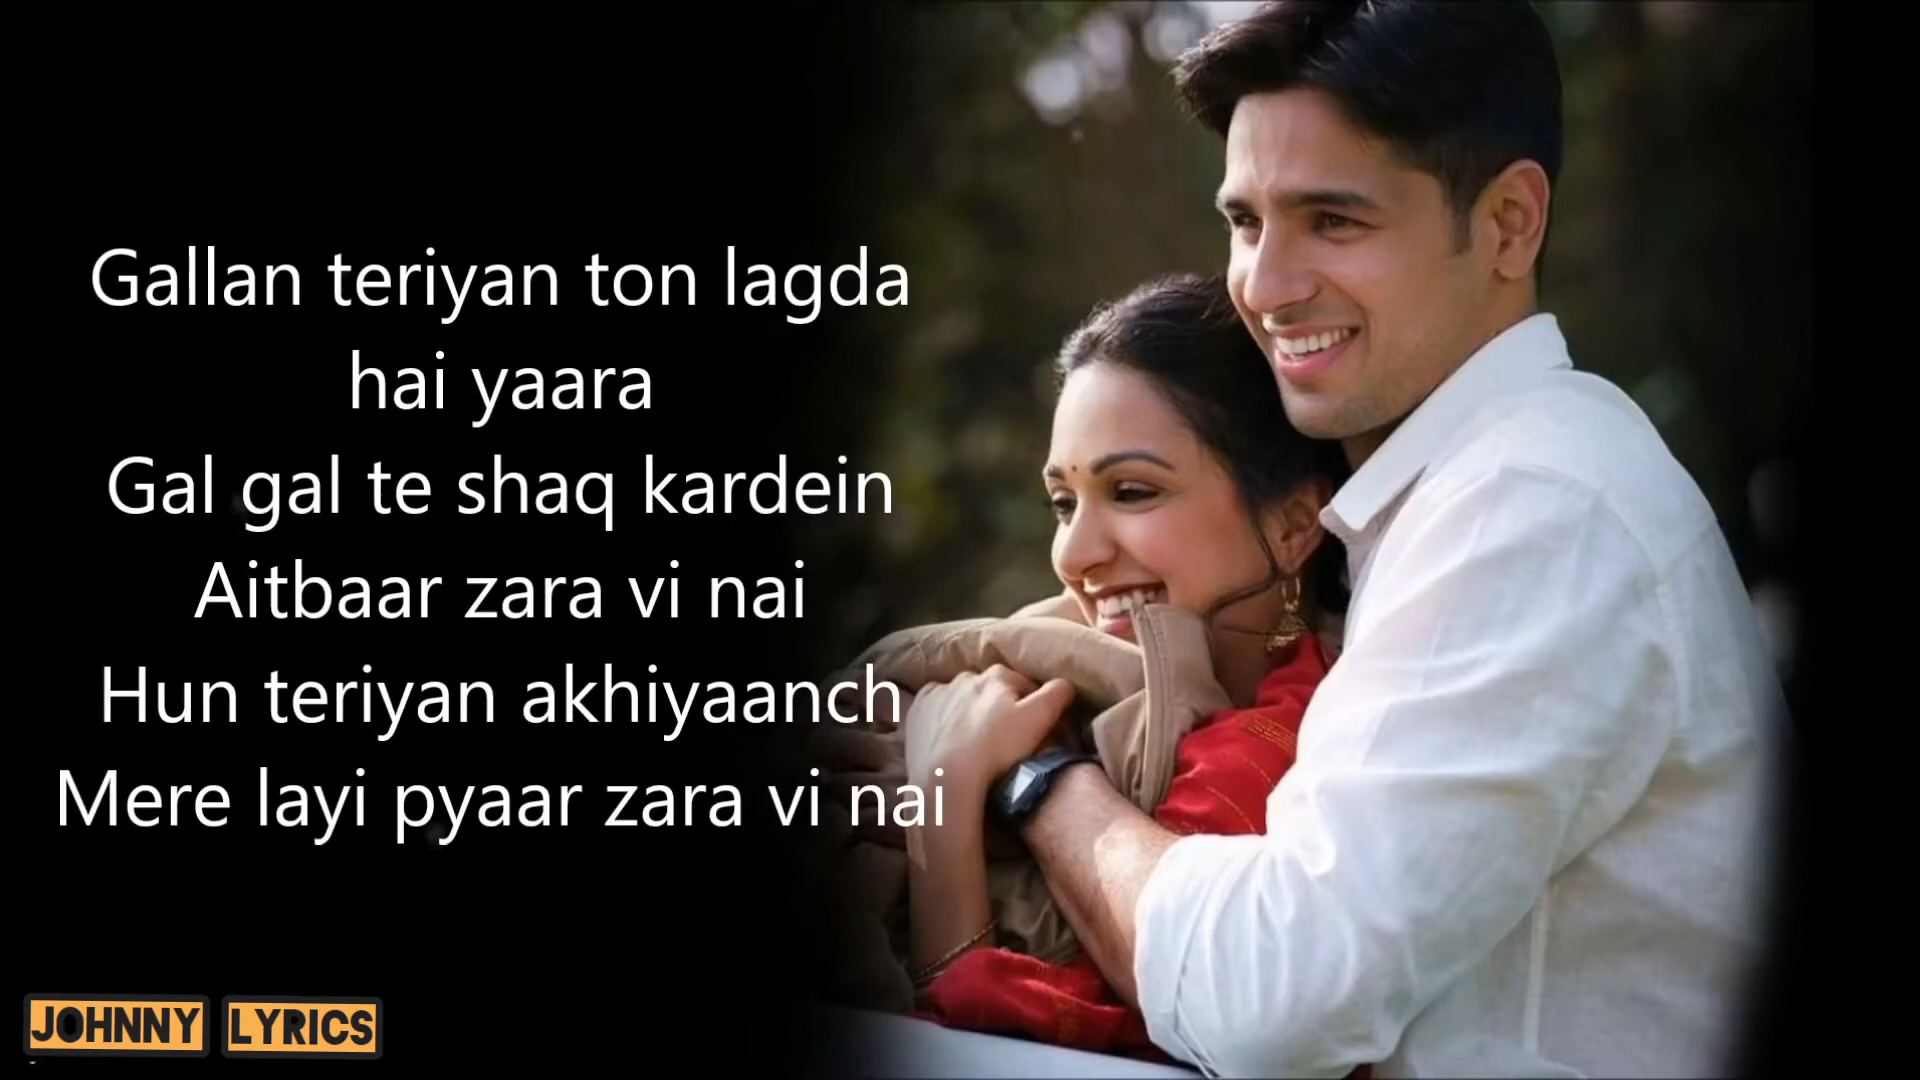 Gallan teriyan ton lagda
hai yaara
Gal gal te shaq kardein
Aitbaar zara vi nai
Hun teriyan akhiyaanch
Mere layi pyaar zara vi nai
JOHNNY LYRICS